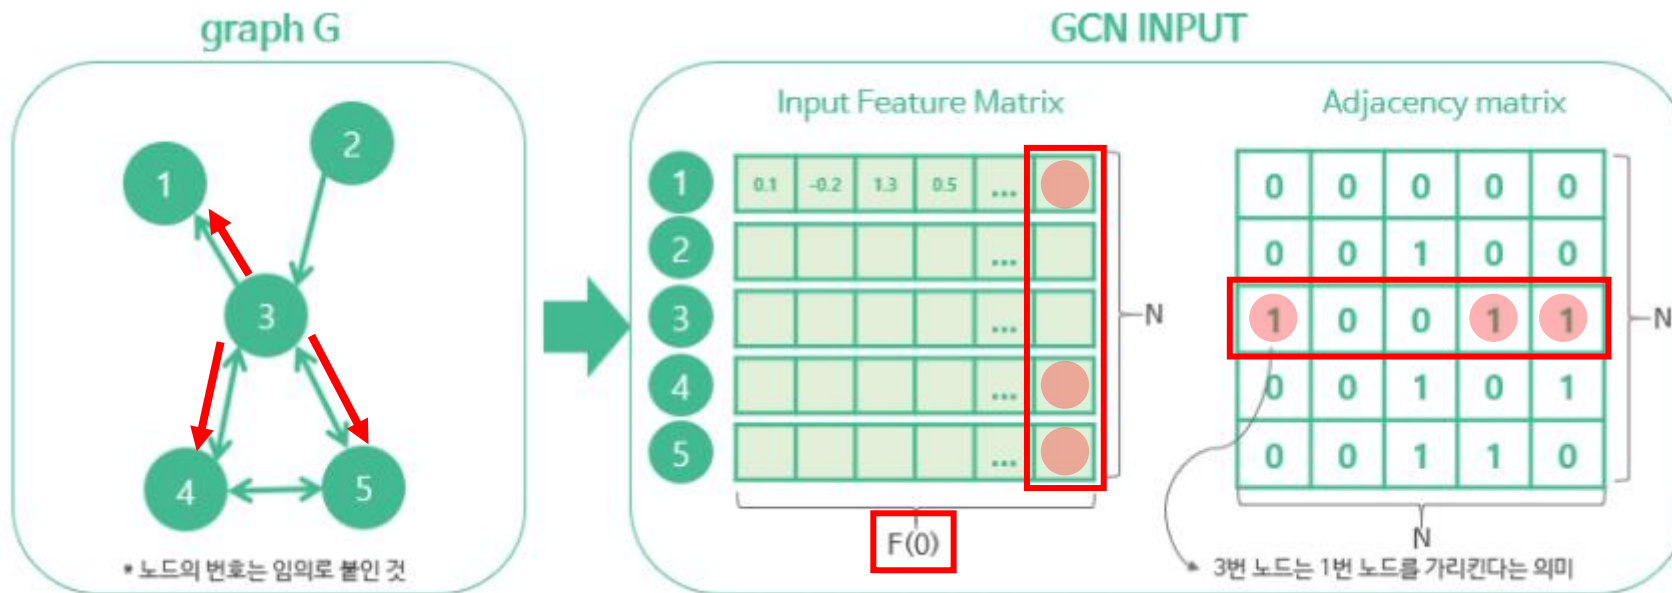 graph G
1
2
3
4
5
* 노드의 번호는 임의로 붙인 것
GCN INPUT
Input Feature Matrix
1 0.1 -0.2 1.3 0.5 ...
2 ...
3 ...
4 ...
5 ...
N
F(0)
Adjacency matrix
0 0 0 0 0
0 0 1 0 0
1 0 0 1 1
0 0 1 0 1
0 0 1 1 0
N
N
3번 노드는 1번 노드를 가리킨다는 의미